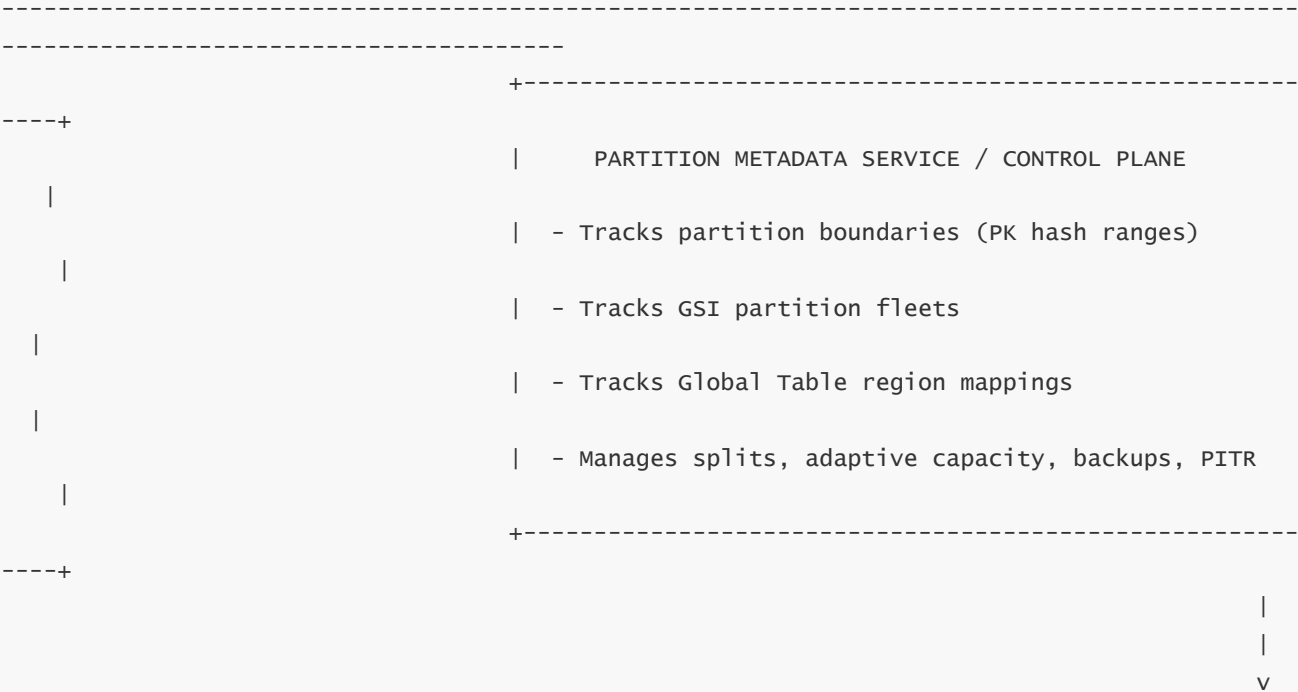 --------------------------------------------------------------------------------------------
----------------------------------------
+-------------------------------------------------------
----+
|     PARTITION METADATA SERVICE / CONTROL PLANE
|
|  - Tracks partition boundaries (PK hash ranges)
|
|  - Tracks GSI partition fleets
|
|  - Tracks Global Table region mappings
|
|  - Manages splits, adaptive capacity, backups, PITR
|
+-------------------------------------------------------
----+
|
|
v